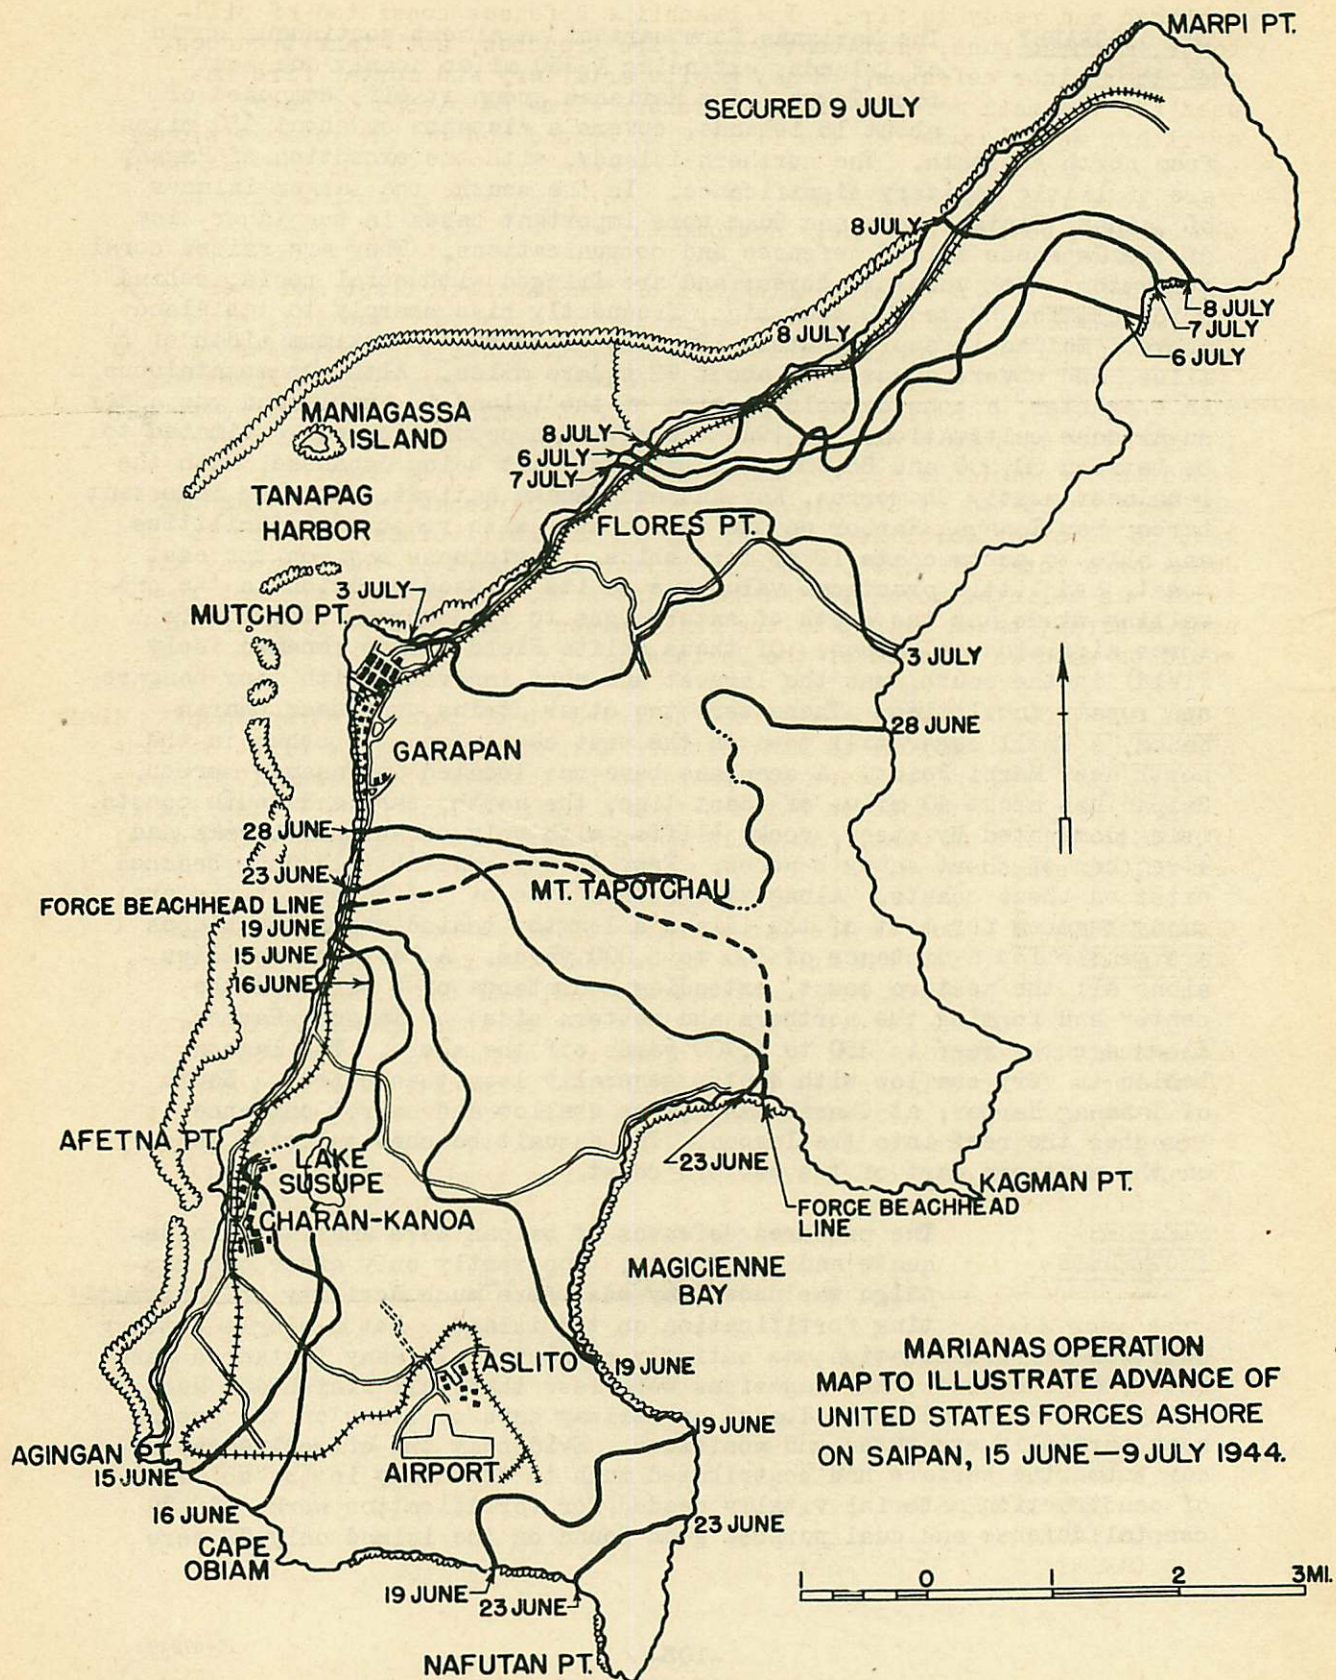 MARPI PT.
SECURED 9 JULY
8 JULY
8 JULY
7 JULY
6 JULY
8 JULY
MANIAGASSA
ISLAND
8 JULY
6 JULY
7 JULY
TANAPAG
HARBOR
FLORES PT.
3 JULY
MUTCHO PT.
3 JULY
28 JUNE
GARAPAN
28 JUNE
23 JUNE
MT. TAPOTCHAU
FORCE BEACHHEAD LINE
19 JUNE
15 JUNE
16 JUNE
AFETNA PT.
LAKE
SUSUPE
23 JUNE
KAGMAN PT.
CHARAN-KANOA
FORCE BEACHHEAD
LINE
MAGICIENNE
BAY
ASLITO
19 JUNE
MARIANAS OPERATION
MAP TO ILLUSTRATE ADVANCE OF
UNITED STATES FORCES ASHORE
ON SAIPAN, 15 JUNE—9 JULY 1944.
19 JUNE
AGINGAN PT.
15 JUNE
AIRPORT
16 JUNE
23 JUNE
CAPE
OBIAM
19 JUNE
23 JUNE
1 0 1 2 3 MI.
NAFUTAN PT.